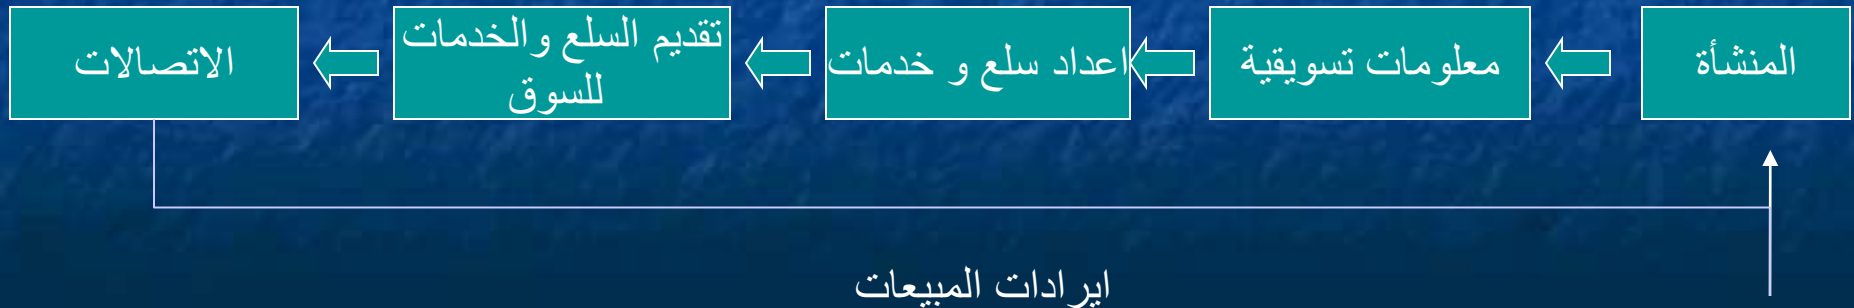 المنشأة
معلومات تسويقية
اعداد سلع و خدمات
تقديم السلع والخدمات
للسوق
الاتصالات
ايرادات المبيعات